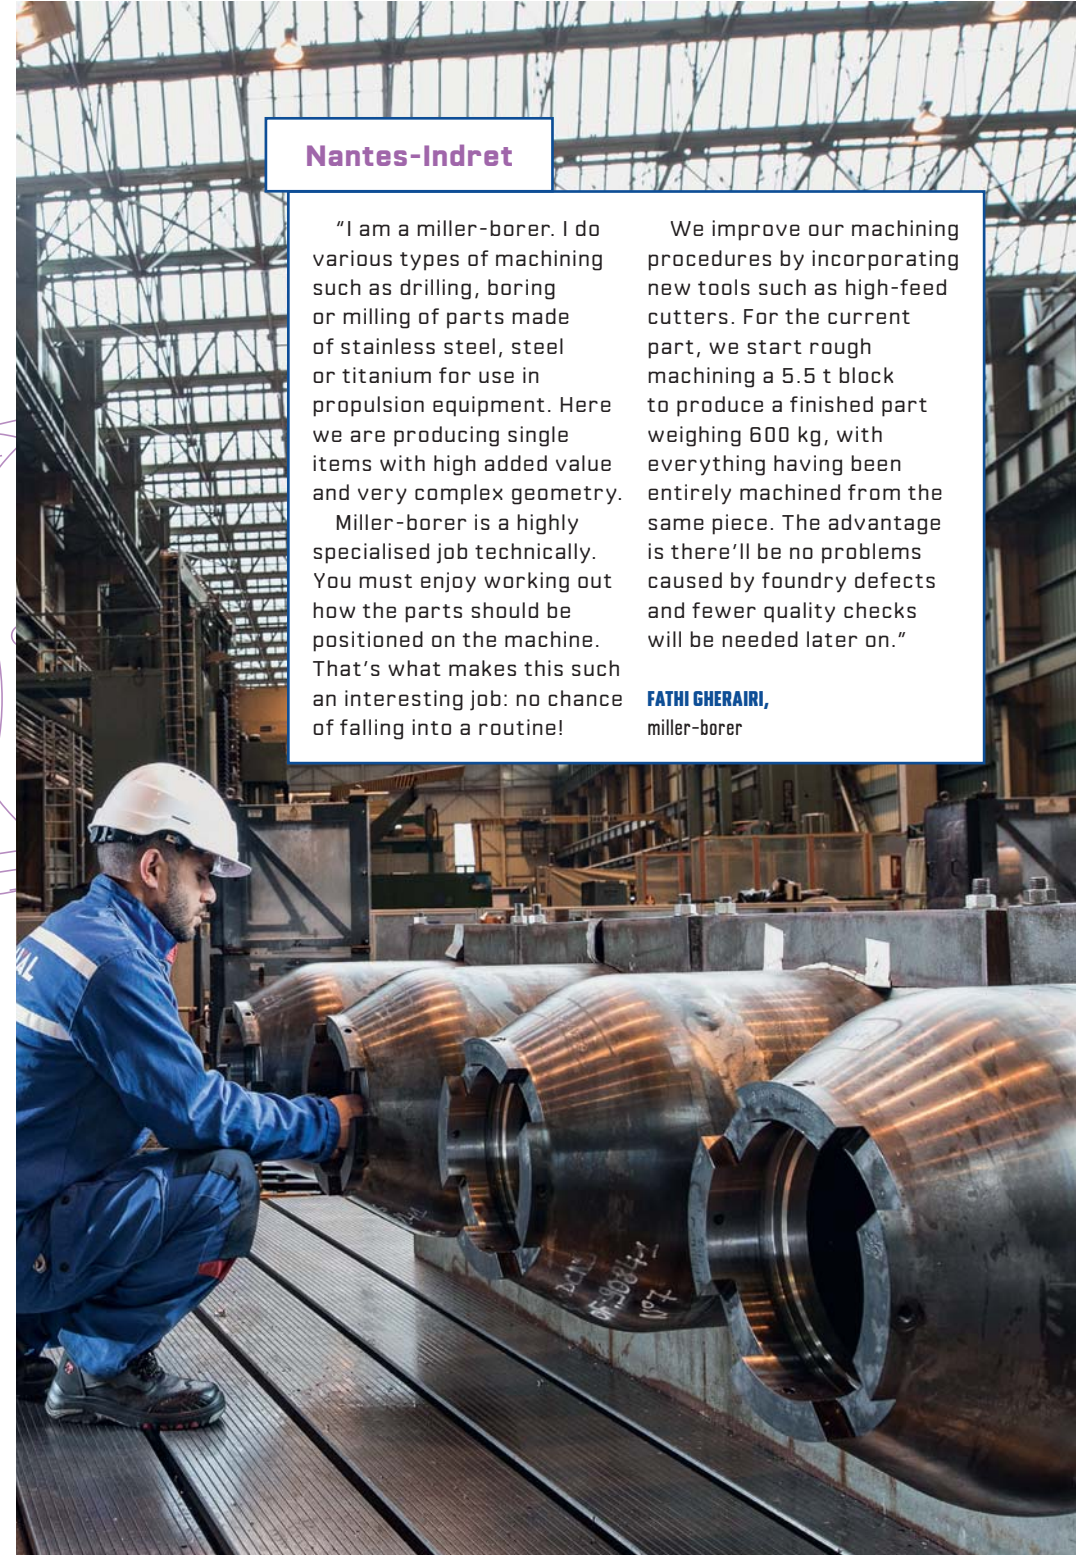 Nantes-Indret
“I am a miller-borer. I do
various types of machining
such as drilling, boring
or milling of parts made
of stainless steel, steel
or titanium for use in
propulsion equipment. Here
we are producing single
items with high added value
and very complex geometry.
Miller-borer is a highly
specialised job technically.
You must enjoy working out
how the parts should be
positioned on the machine.
That’s what makes this such
an interesting job: no chance
of falling into a routine!
We improve our machining
procedures by incorporating
new tools such as high-feed
cutters. For the current
part, we start rough
machining a 5.5 t block
to produce a finished part
weighing 600 kg, with
everything having been
entirely machined from the
same piece. The advantage
is there’ll be no problems
caused by foundry defects
and fewer quality checks
will be needed later on.”
FATHI GHERAIRI,
miller-borer
N°7